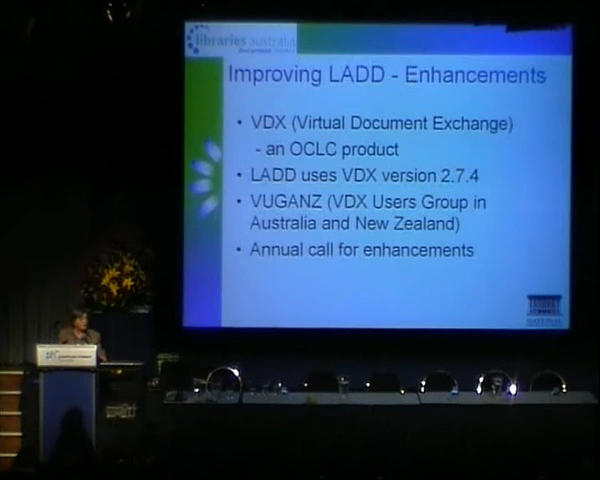 libraries australia
Improving LADD - Enhancements
• VDX (Virtual Document Exchange)
- an OCLC product
• LADD uses VDX version 2.7.4
• VUGANZ (VDX Users Group in
Australia and New Zealand)
• Annual call for enhancements
NATIONAL